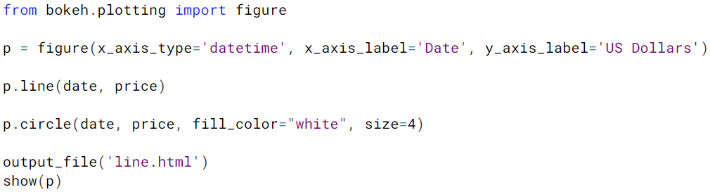 from bokeh.plotting import figure
p = figure(x_axis_type='datetime', x_axis_label='Date', y_axis_label='US Dollars')
p.line(date, price)
p.circle(date, price, fill_color="white", size=4)
output_file('line.html')
show(p)